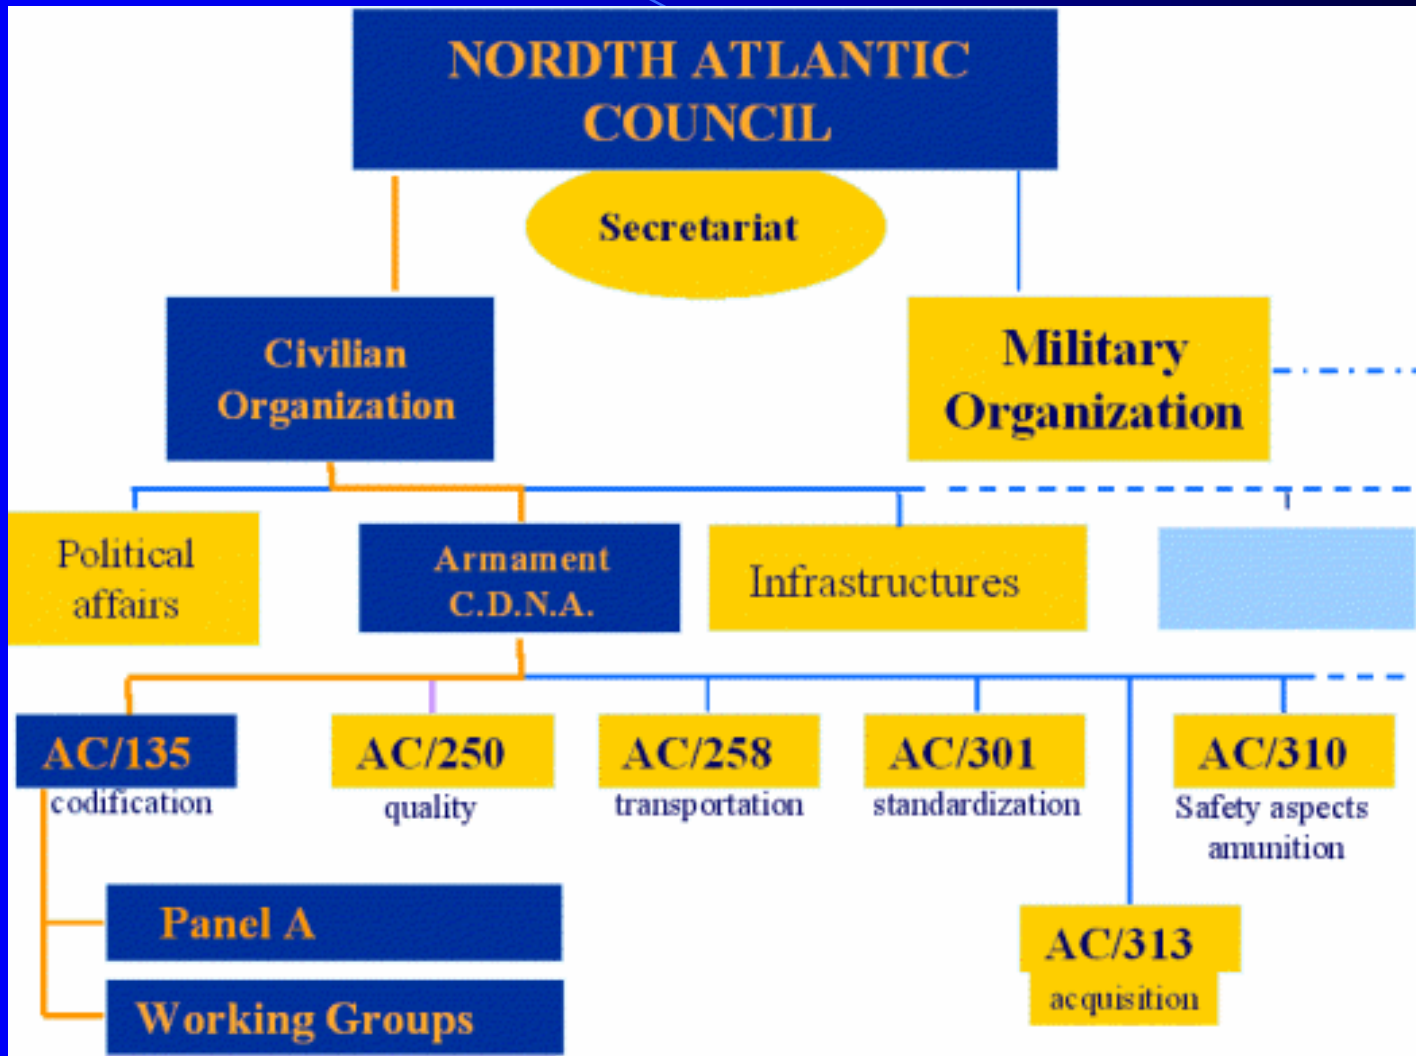 NORDTH ATLANTIC
COUNCIL
Secretariat
Civilian
Organization
Military
Organization
Political
affairs
Armament
C.D.N.A.
Infrastructures
AC/135
codification
AC/250
quality
AC/258
transportation
AC/301
standardization
AC/310
Safety aspects
amunition
Panel A
Working Groups
AC/313
acquisition